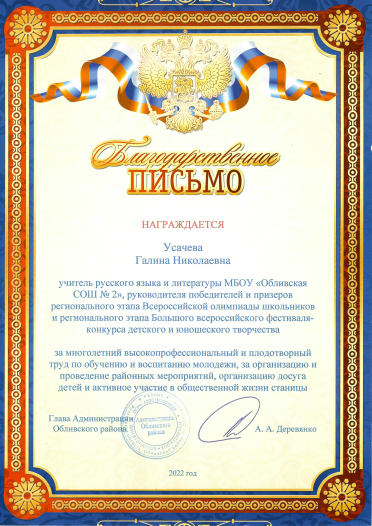 Благодарственное
ПИСЬМО
НАГРАЖДАЕТСЯ
Усачева
Галина Николаевна
учитель русского языка и литературы МБОУ «Обливская
СОШ № 2», руководителя победителей и призеров
регионального этапа Всероссийской олимпиады школьников
и регионального этапа Большого всероссийского фестиваля-
конкурса детского и юношеского творчества
за многолетний высокопрофессиональный и плодотворный
труд по обучению и воспитанию молодежи, за организацию и
проведение районных мероприятий, организацию досуга
детей и активное участие в общественной жизни станицы
Глава Администрации
Обливского района
Администрация
Обливского
района
А. А. Деревянко
2022 год